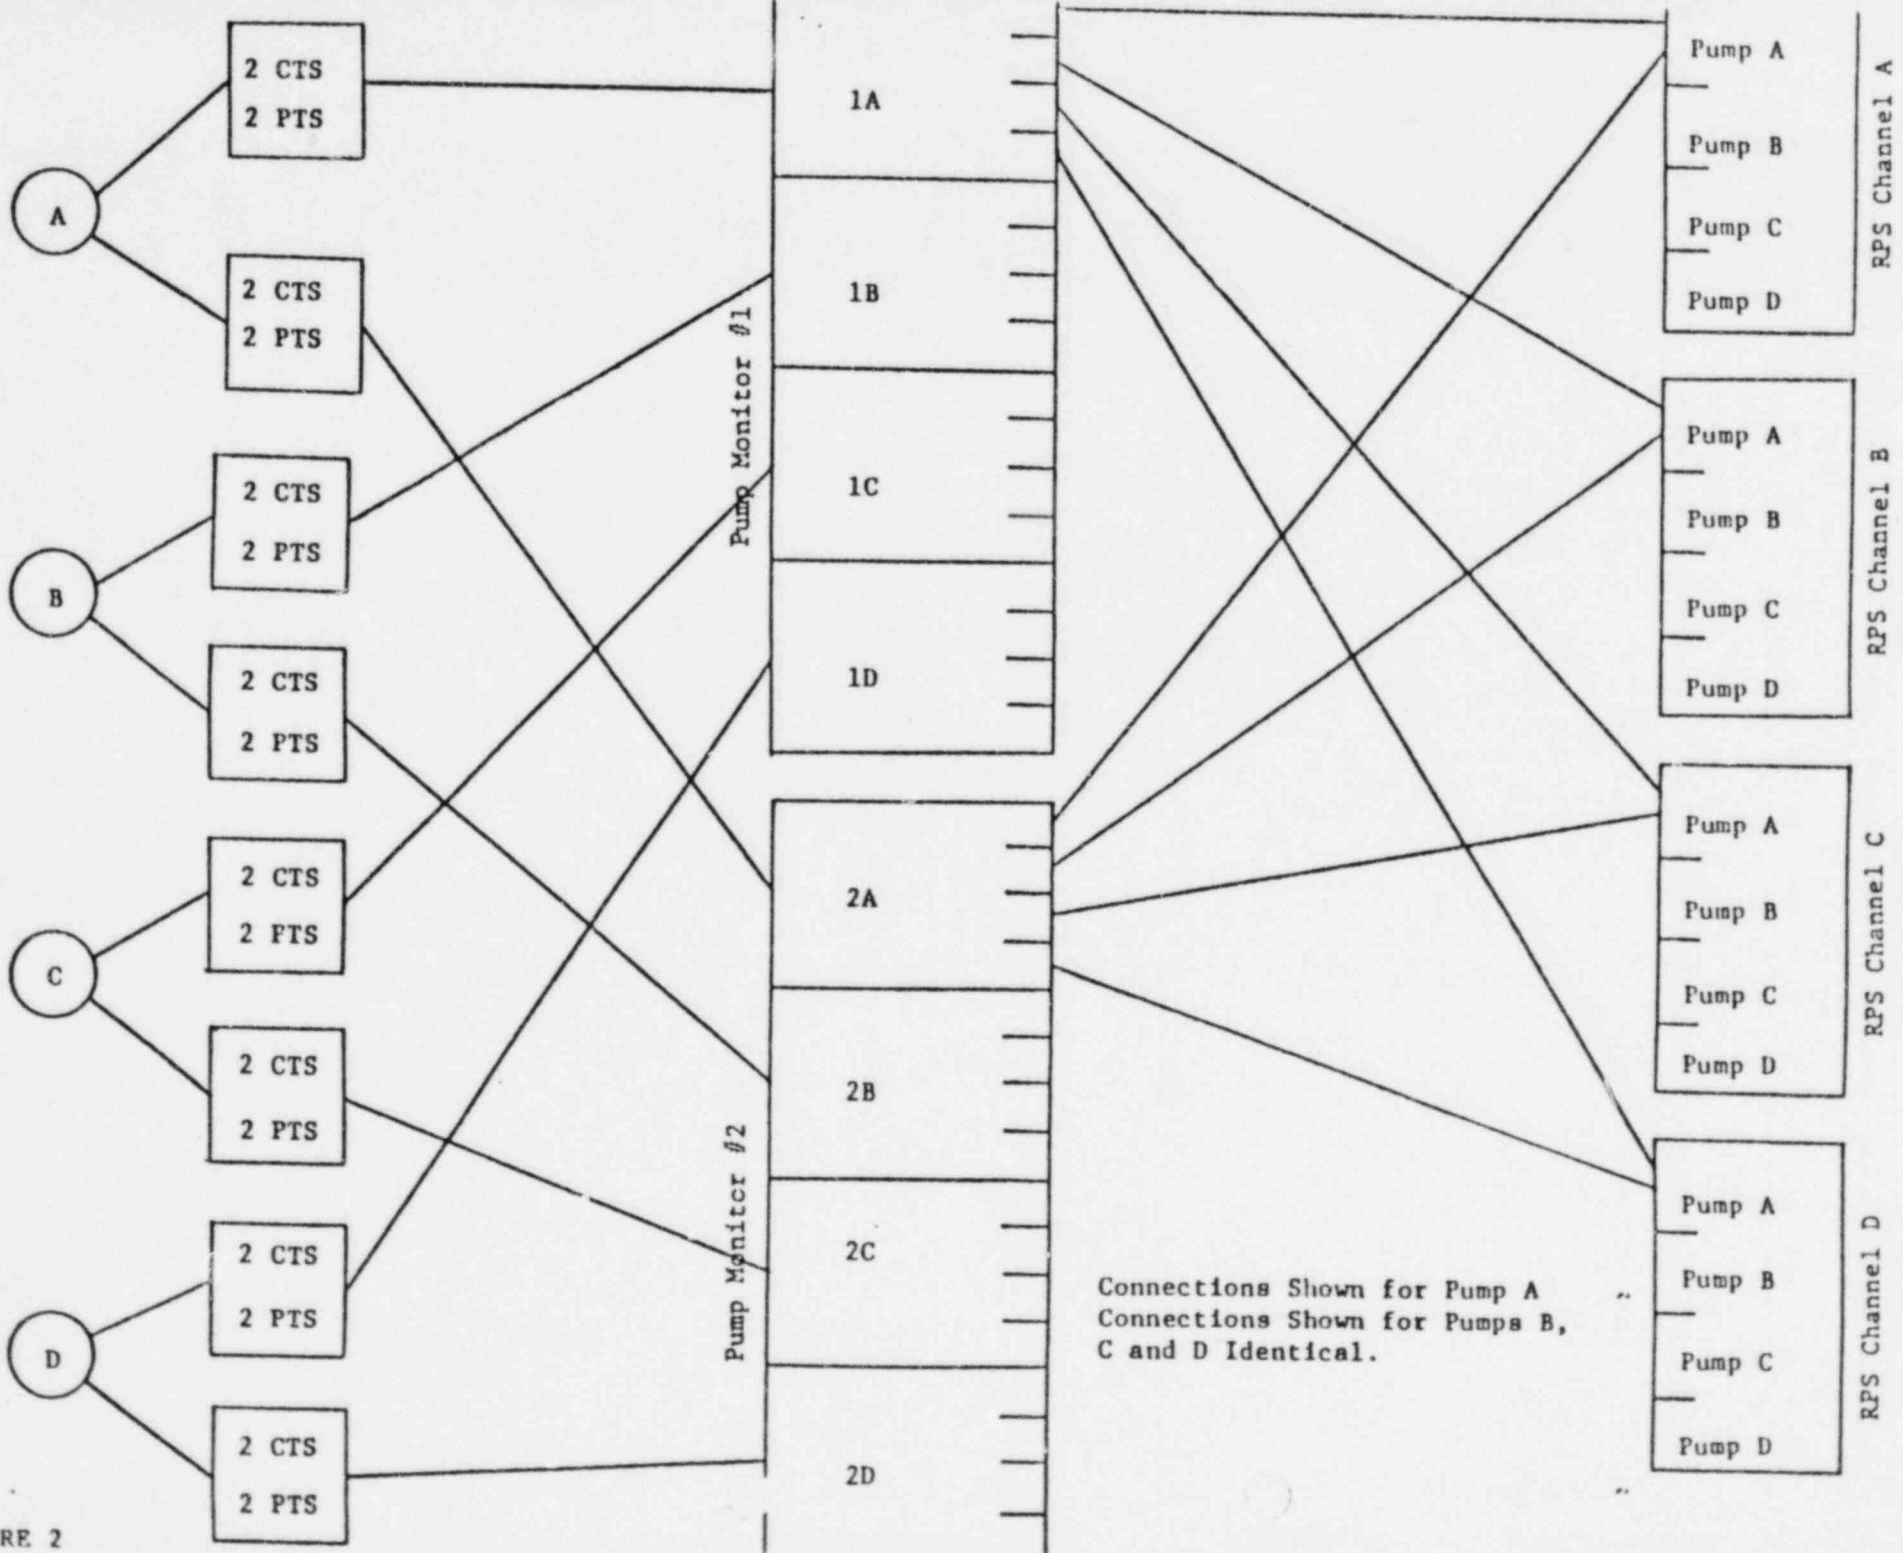 A
2 CTS
2 PTS
2 CTS
2 PTS
B
2 CTS
2 PTS
2 CTS
2 PTS
C
2 CTS
2 PTS
2 CTS
2 PTS
D
2 CTS
2 PTS
2 CTS
2 PTS
Pump Monitor #1
1A
1B
1C
1D
Pump Monitor #2
2A
2B
2C
2D
Pump A
Pump B
Pump C
Pump D
RPS Channel A
Pump A
Pump B
Pump C
Pump D
RPS Channel B
Pump A
Pump B
Pump C
Pump D
RPS Channel C
Pump A
Pump B
Pump C
Pump D
RPS Channel D
Connections Shown for Pump A
Connections Shown for Pumps B,
C and D Identical.
RE 2